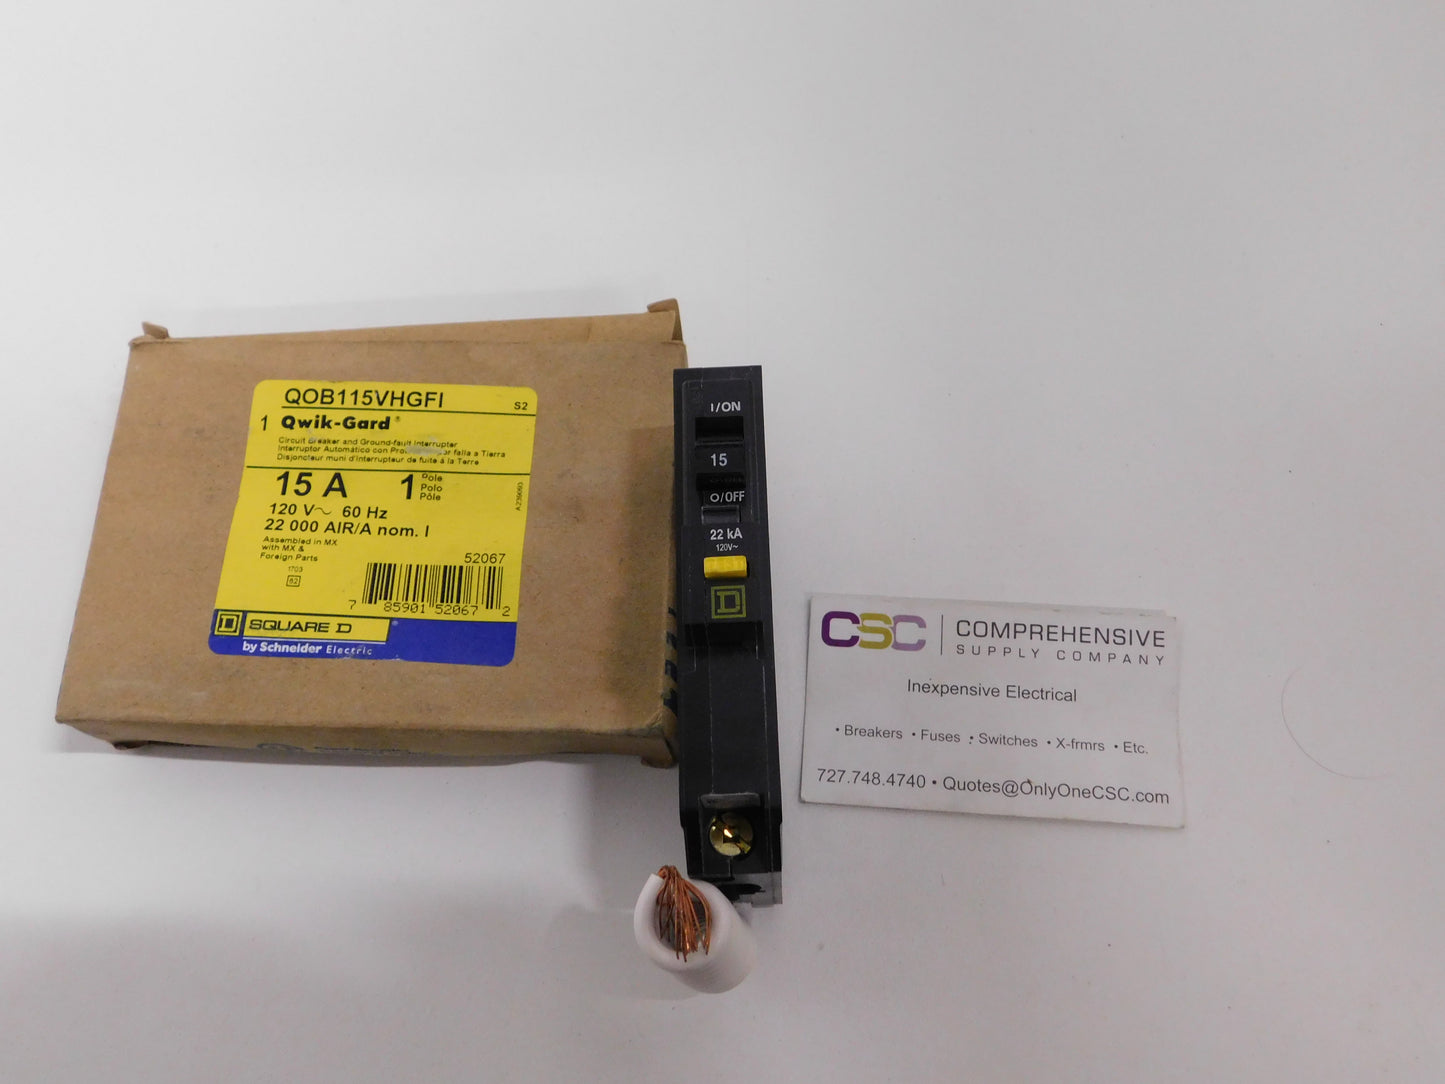 QOB115VHGFI
S2
1 Qwik-Gard®
Circuit Breaker and Ground-fault Interrupter
Interruptor Automático con por falla a Tierra
Disjoncteur muni d'Interrupteur de fuite à la Terre
15 A 1 Pole
Polo
Pôle
120 V~ 60 Hz
22 000 AIR/A nom. I
Assembled in MX
with MX &
Foreign Parts
1703
82
52067
7 85901 52067 2
D SQUARE D ®
by Schneider Electric
I/ON
15
O/OFF
22 kA
120V~
D
CSC COMPREHENSIVE
SUPPLY COMPANY
Inexpensive Electrical
• Breakers • Fuses • Switches • X-frmrs • Etc.
727.748.4740 • Quotes@OnlyOneCSC.com